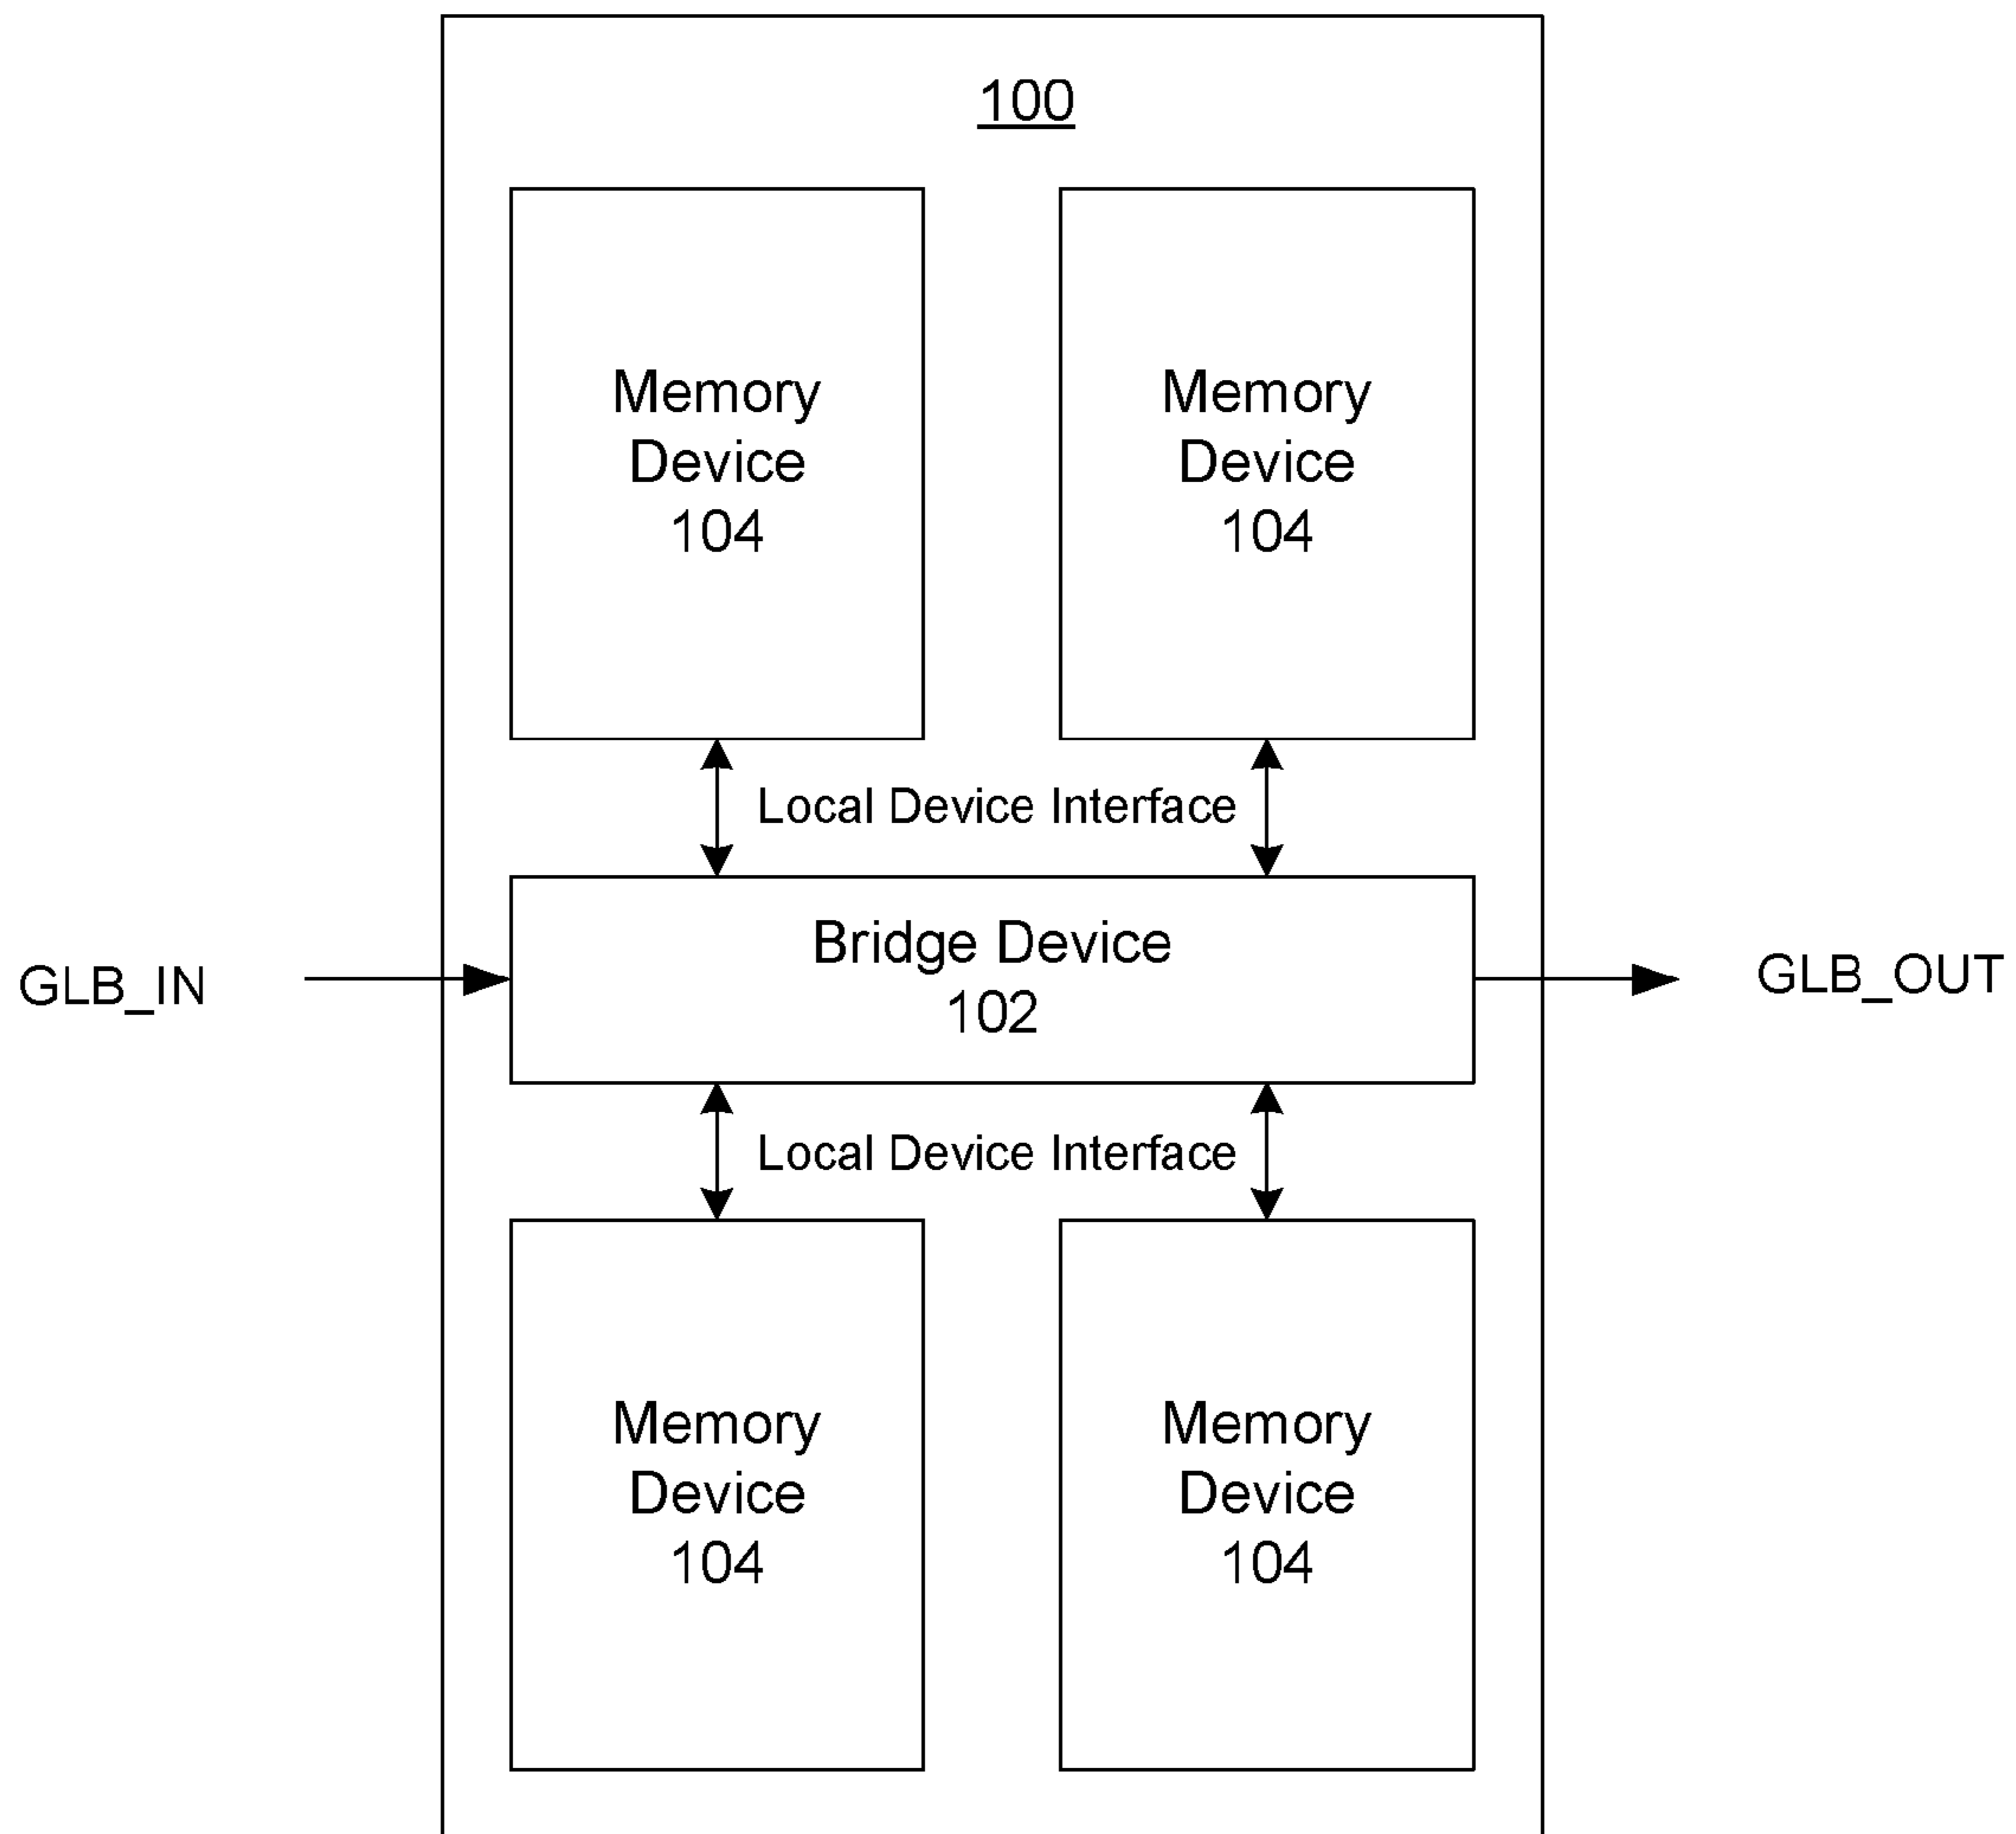 100
Memory
Device
104
Memory
Device
104
Local Device Interface
GLB_IN
Bridge Device
102
GLB_OUT
Local Device Interface
Memory
Device
104
Memory
Device
104